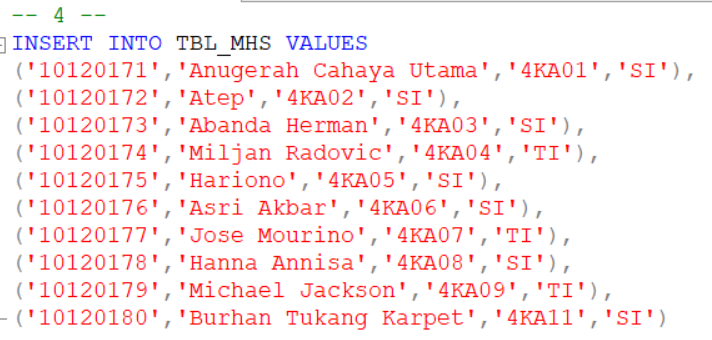 -- 4 --
INSERT INTO TBL_MHS VALUES
('10120171','Anugerah Cahaya Utama','4KA01','SI'),
('10120172','Atep','4KA02','SI'),
('10120173','Abanda Herman','4KA03','SI'),
('10120174','Miljan Radovic','4KA04','TI'),
('10120175','Hariono','4KA05','SI'),
('10120176','Asri Akbar','4KA06','SI'),
('10120177','Jose Mourino','4KA07','TI'),
('10120178','Hanna Annisa','4KA08','SI'),
('10120179','Michael Jackson','4KA09','TI'),
('10120180','Burhan Tukang Karpet','4KA11','SI')